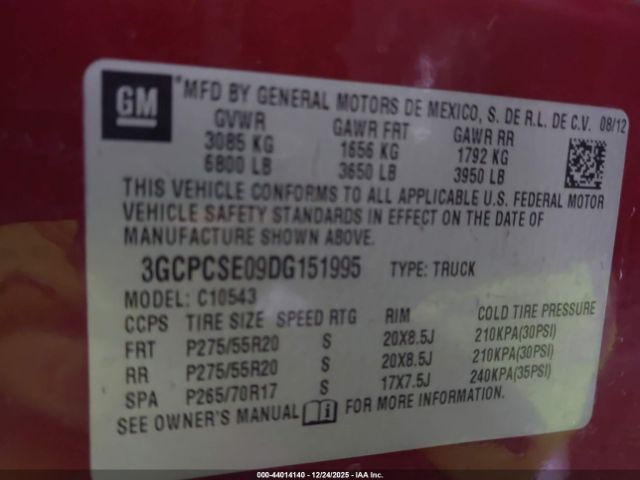 GM
*MFD BY GENERAL MOTORS DE MEXICO, S. DE R.L. DE C.V. 08/12
GVWR GAWR FRT GAWR RR
3085 KG 1656 KG 1792 KG
6800 LB 3650 LB 3950 LB
THIS VEHICLE CONFORMS TO ALL APPLICABLE U.S. FEDERAL MOTOR
VEHICLE SAFETY STANDARDS IN EFFECT ON THE DATE OF
MANUFACTURE SHOWN ABOVE.
3GCPCSE09DG151995 TYPE: TRUCK
MODEL: C10543
CCPS TIRE SIZE SPEED RTG RIM COLD TIRE PRESSURE
FRT P275/55R20 S 20X8.5J 210KPA(30PSI)
RR P275/55R20 S 20X8.5J 210KPA(30PSI)
SPA P265/70R17 S 17X7.5J 240KPA(35PSI)
SEE OWNER'S MANUAL i FOR MORE INFORMATION.
000-44014140 - 12/24/2025 - IAA Inc.